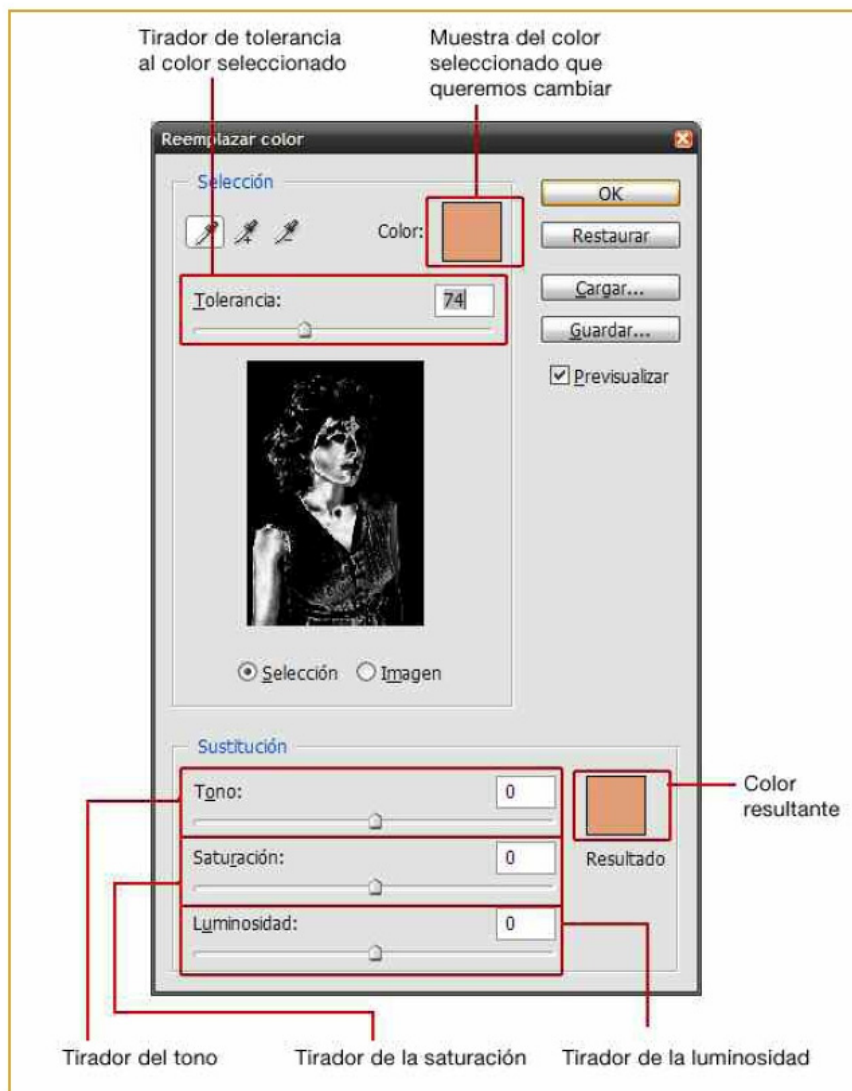 Tirador de tolerancia
al color seleccionado
Muestra del color
seleccionado que
queremos cambiar
Reemplazar color
Selección
Color:
OK
Restaurar
Tolerancia:
74
Cargar...
Guardar...
Previsualizar
Selección
Imagen
Sustitución
Tono:
0
Color
resultante
Saturación:
0
Resultado
Luminosidad:
0
Tirador del tono
Tirador de la saturación
Tirador de la luminosidad